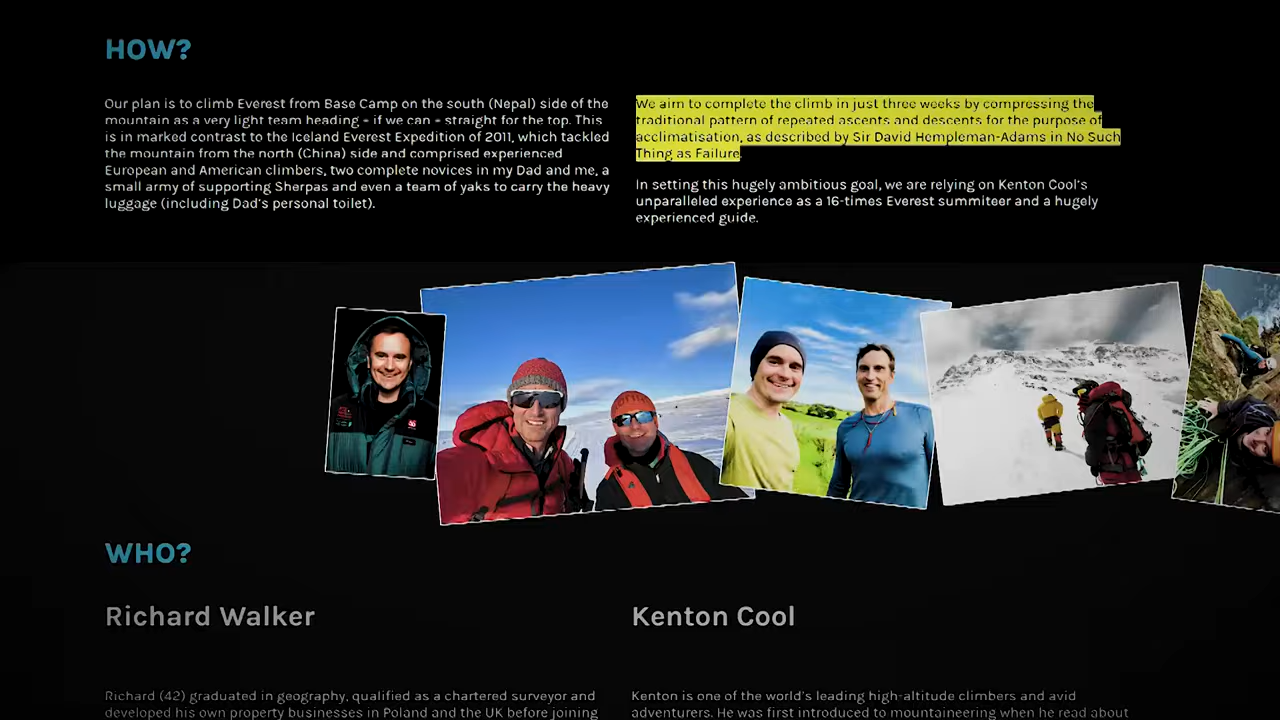 HOW?
Our plan is to climb Everest from Base Camp on the south (Nepal) side of the
mountain as a very light team heading - if we can - straight for the top. This
is in marked contrast to the Iceland Everest Expedition of 2011, which tackled
the mountain from the north (China) side and comprised experienced
European and American climbers, two complete novices in my Dad and me, a
small army of supporting Sherpas and even a team of yaks to carry the heavy
luggage (including Dad's personal toilet).
We aim to complete the climb in just three weeks by compressing the
traditional pattern of repeated ascents and descents for the purpose of
acclimatisation, as described by Sir David Hempleman-Adams in No Such
Thing as Failure.
In setting this hugely ambitious goal, we are relying on Kenton Cool's
unparalleled experience as a 16-times Everest summiteer and a hugely
experienced guide.
WHO?
Richard Walker
Richard (42) graduated in geography, qualified as a chartered surveyor and
developed his own property businesses in Poland and the UK before joining
Kenton Cool
Kenton is one of the world's leading high-altitude climbers and avid
adventurers. He was first introduced to mountaineering when he read about